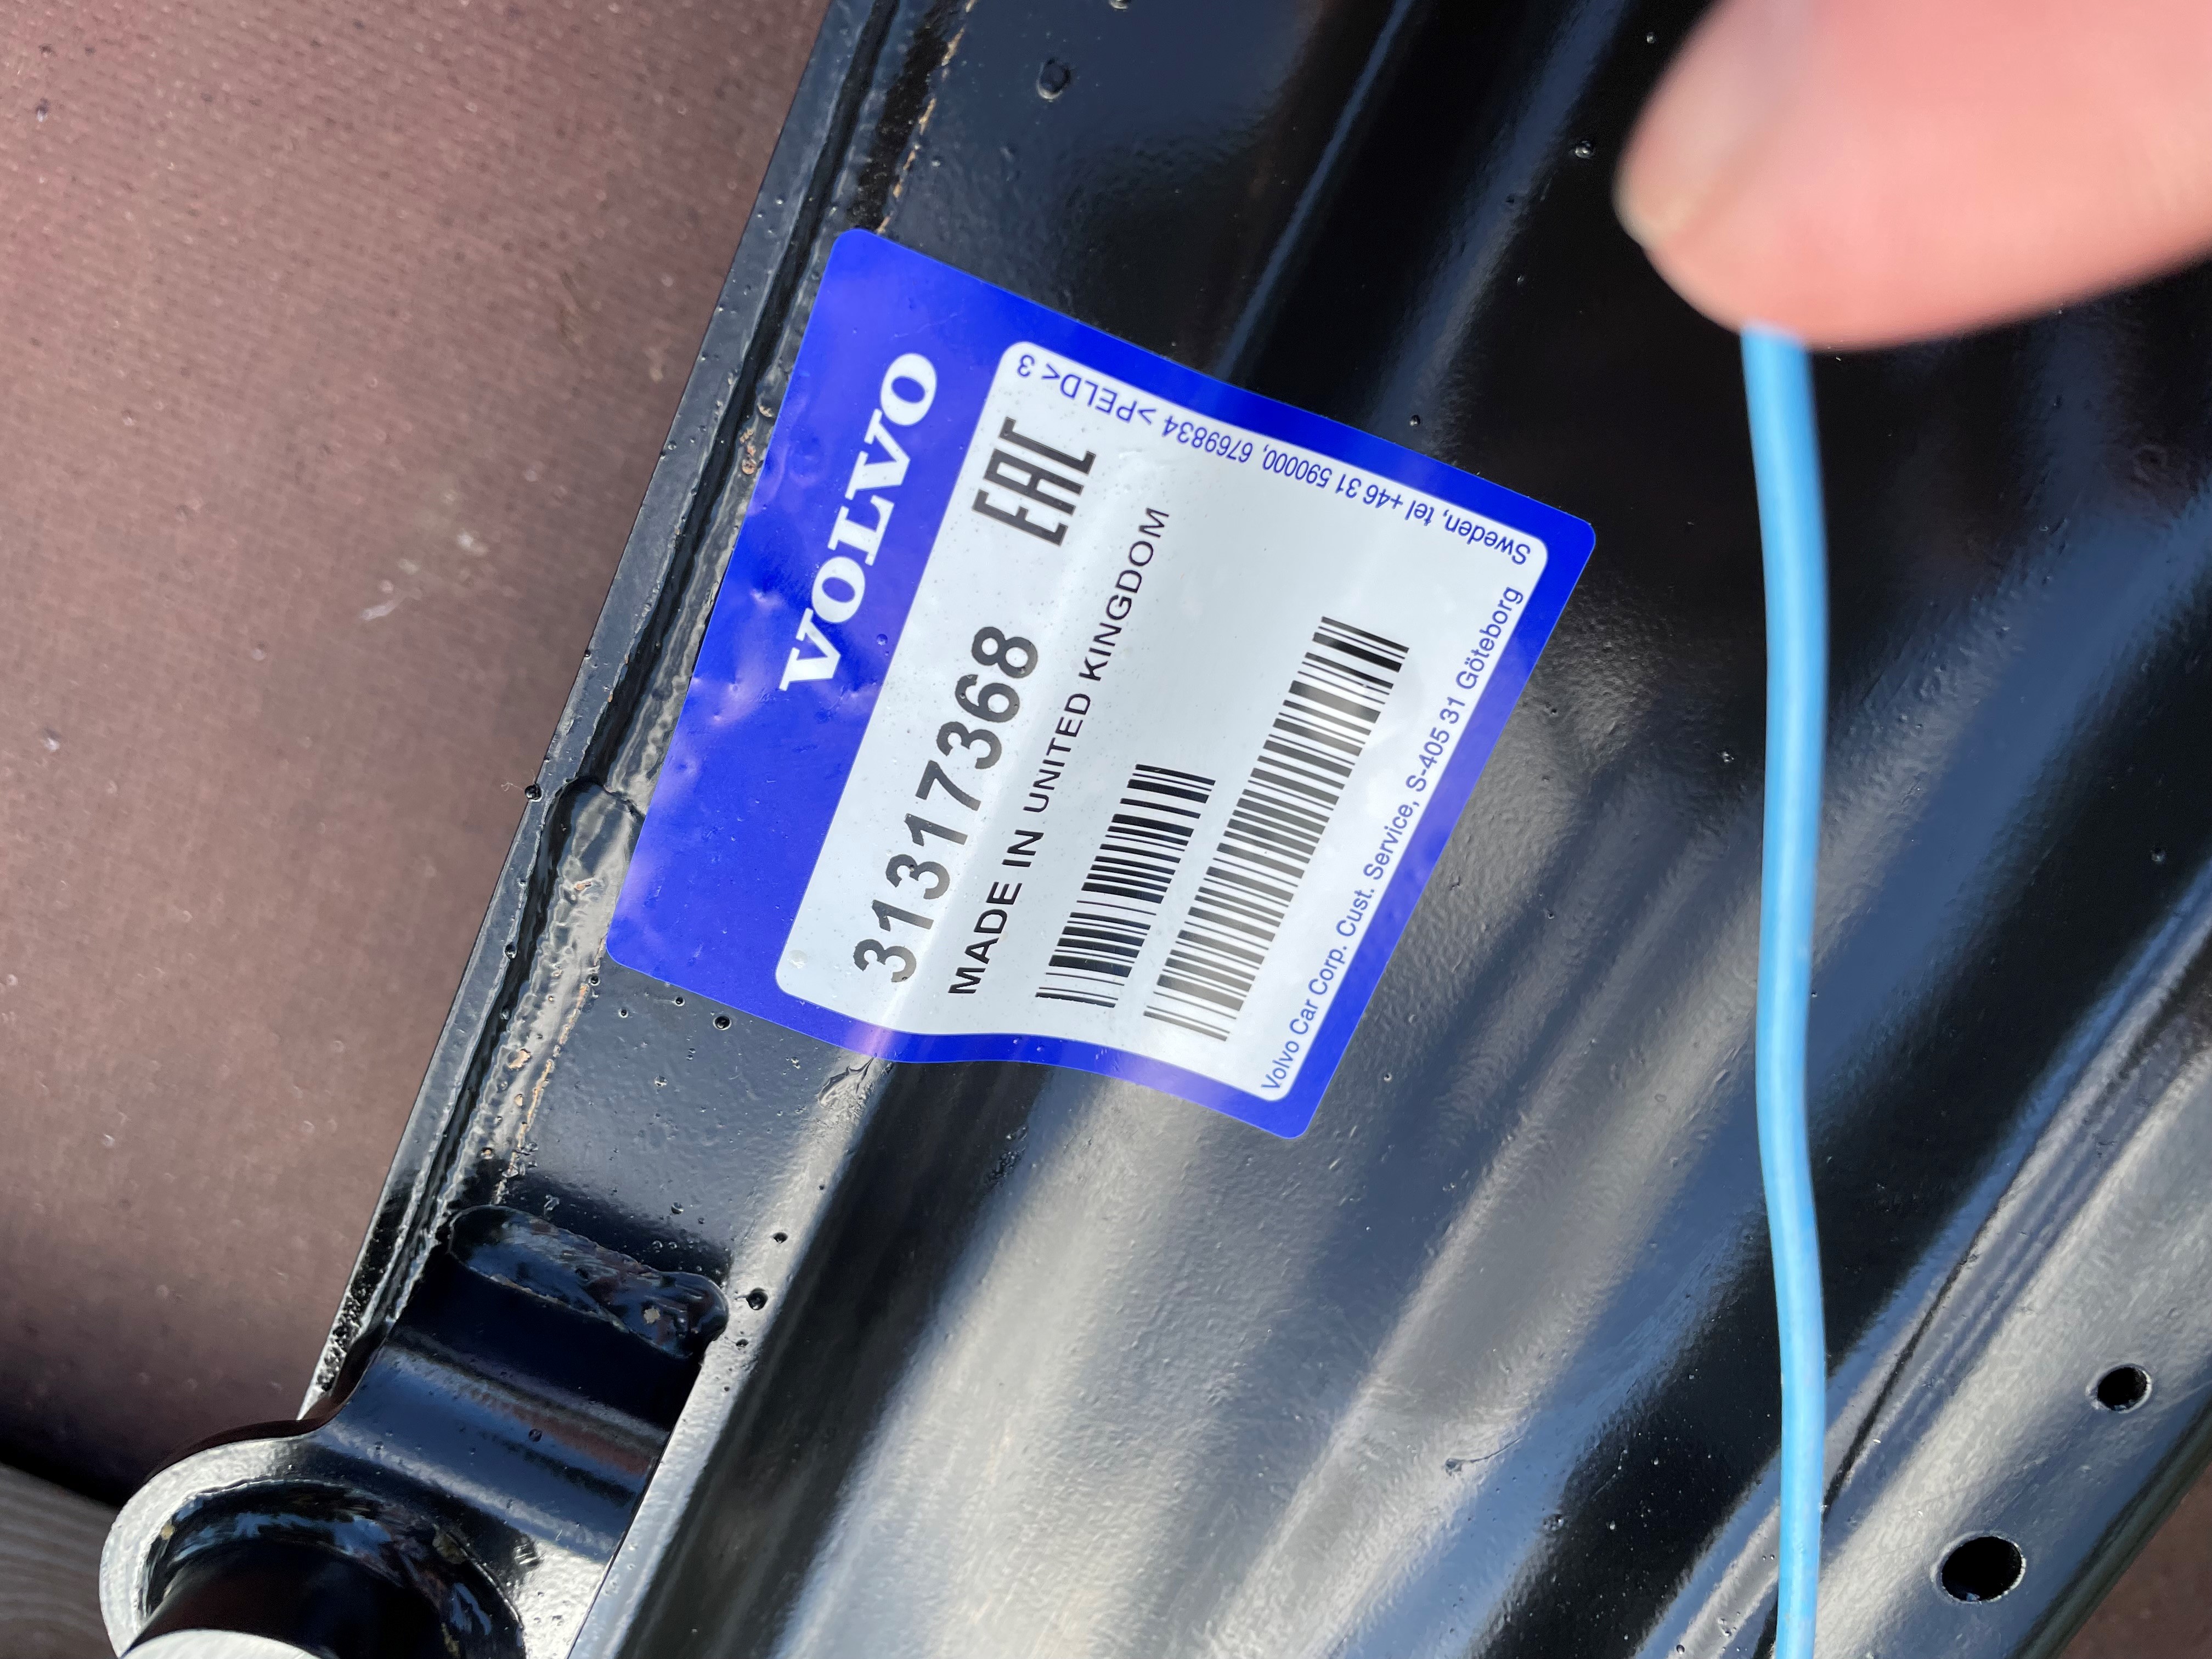 VOLVO
31317368
EAC
MADE IN UNITED KINGDOM
Volvo Car Corp. Cust. Service, S-405 31 Göteborg
Sweden, tel +46 31 590000, 6769834 >PELD< 3